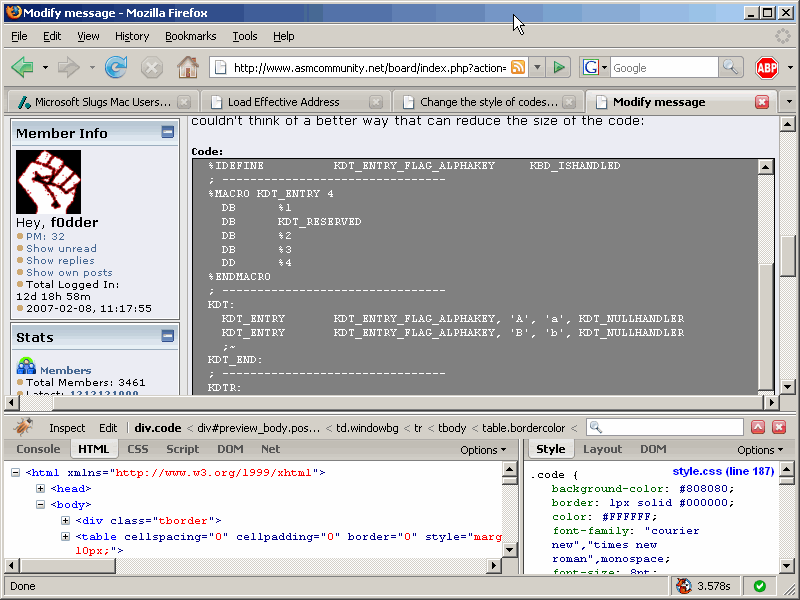 Modify message - Mozilla Firefox
File Edit View History Bookmarks Tools Help
http://www.asmcommunity.net/board/index.php?action= G Google ABP
Microsoft Slugs Mac Users... Load Effective Address Change the style of codes... Modify message
Member Info
Hey, f0dder
PM: 32
Show unread
Show replies
Show own posts
Total Logged In:
12d 18h 58m
2007-02-08, 11:17:55
Stats
Members
Total Members: 3461
couldn't think of a better way that can reduce the size of the code:
Code:
%IDEFINE KDT_ENTRY_FLAG_ALPHAKEY KBD_ISHANDLED
; --------------------------------
%MACRO KDT_ENTRY 4
DB %1
DB KDT_RESERVED
DB %2
DB %3
DD %4
%ENDMACRO
; --------------------------------
KDT:
KDT_ENTRY KDT_ENTRY_FLAG_ALPHAKEY, 'A', 'a', KDT_NULLHANDLER
KDT_ENTRY KDT_ENTRY_FLAG_ALPHAKEY, 'B', 'b', KDT_NULLHANDLER
;~
KDT_END:
; --------------------------------
KDTR:
Inspect Edit div.code < div#preview_body.pos... < td.windowbg < tr < tbody < table.bordercolor <
Console HTML CSS Script DOM Net Options
<html xmlns="http://www.w3.org/1999/xhtml">
<head>
<body>
<div class="tborder">
<table cellspacing="0" cellpadding="0" border="0" style="marg
10px;">
Style Layout DOM Options
style.css (line 187)
.code {
background-color: #808080;
border: 1px solid #000000;
color: #FFFFFF;
font-family: "courier
new","times new
roman",monospace;
font-size: 8pt;
Done 3.578s